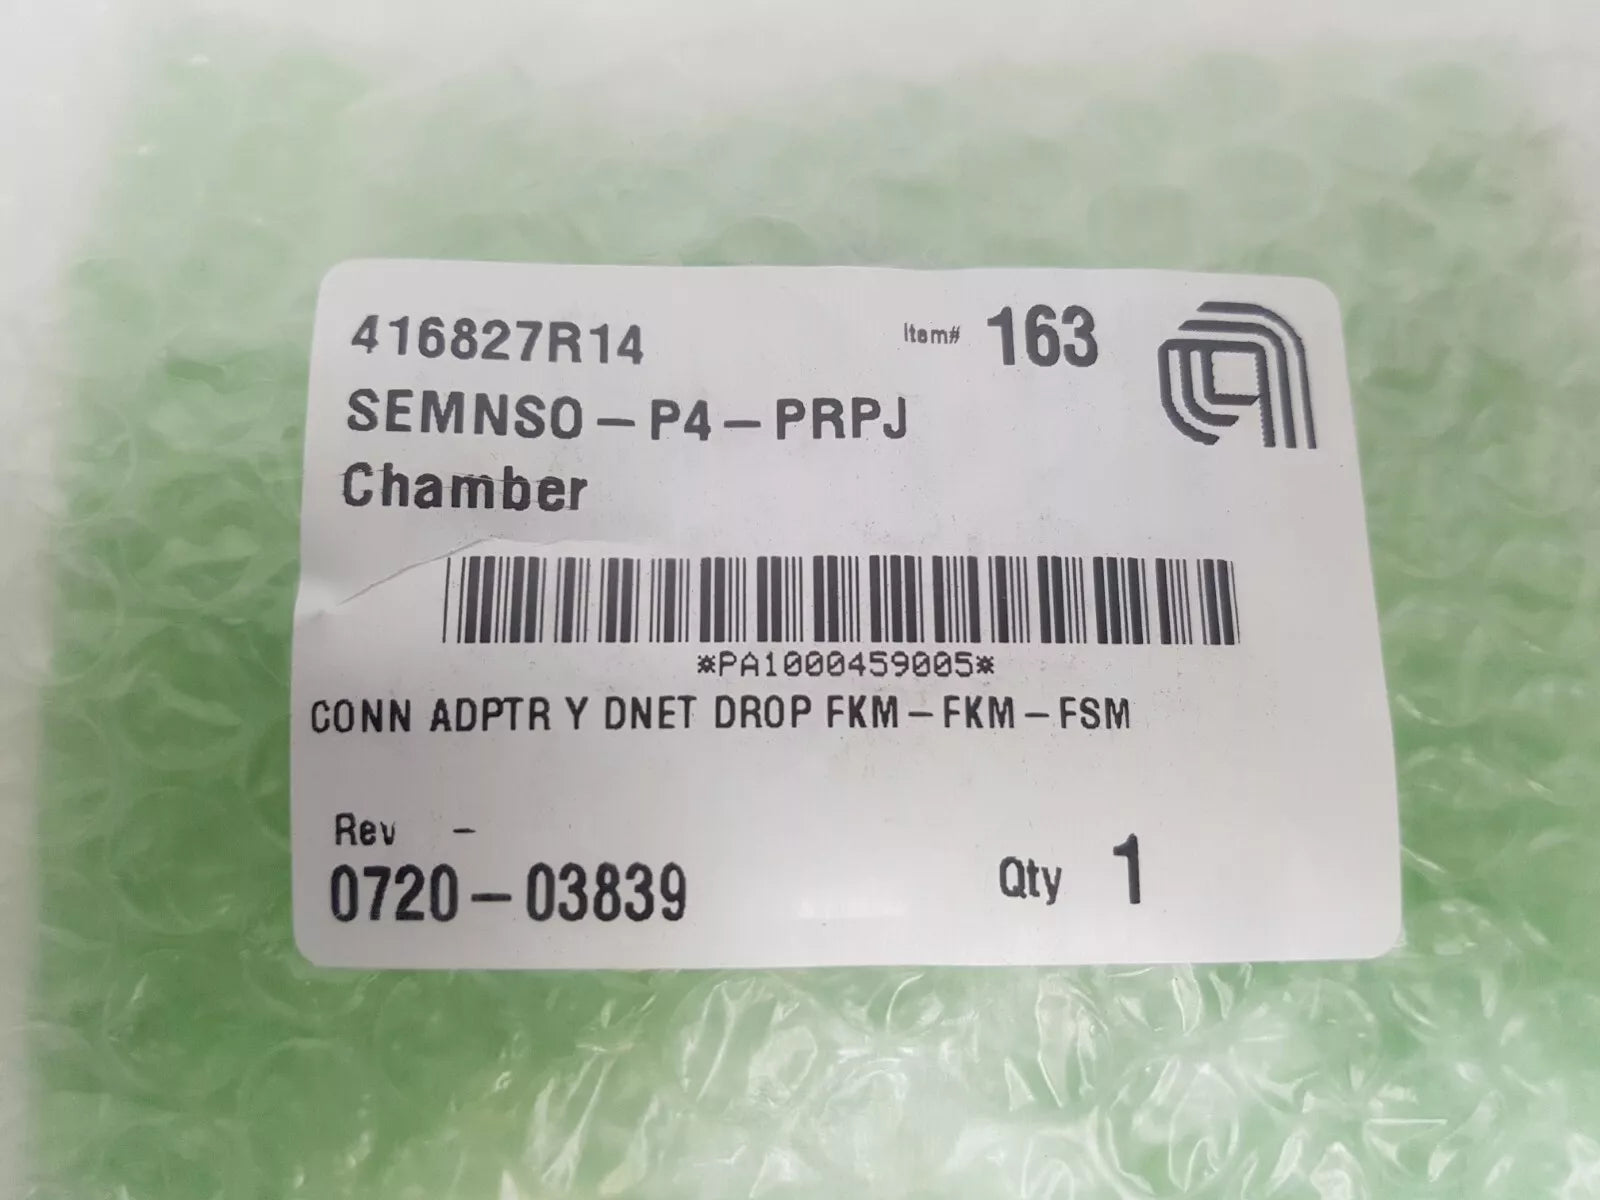 416827R14 Item# 163
SEMNSO-P4-PRPJ
Chamber
*PA1000459005*
CONN ADPTR Y DNET DROP FKM-FKM-FSM
Rev -
0720-03839 Qty 1